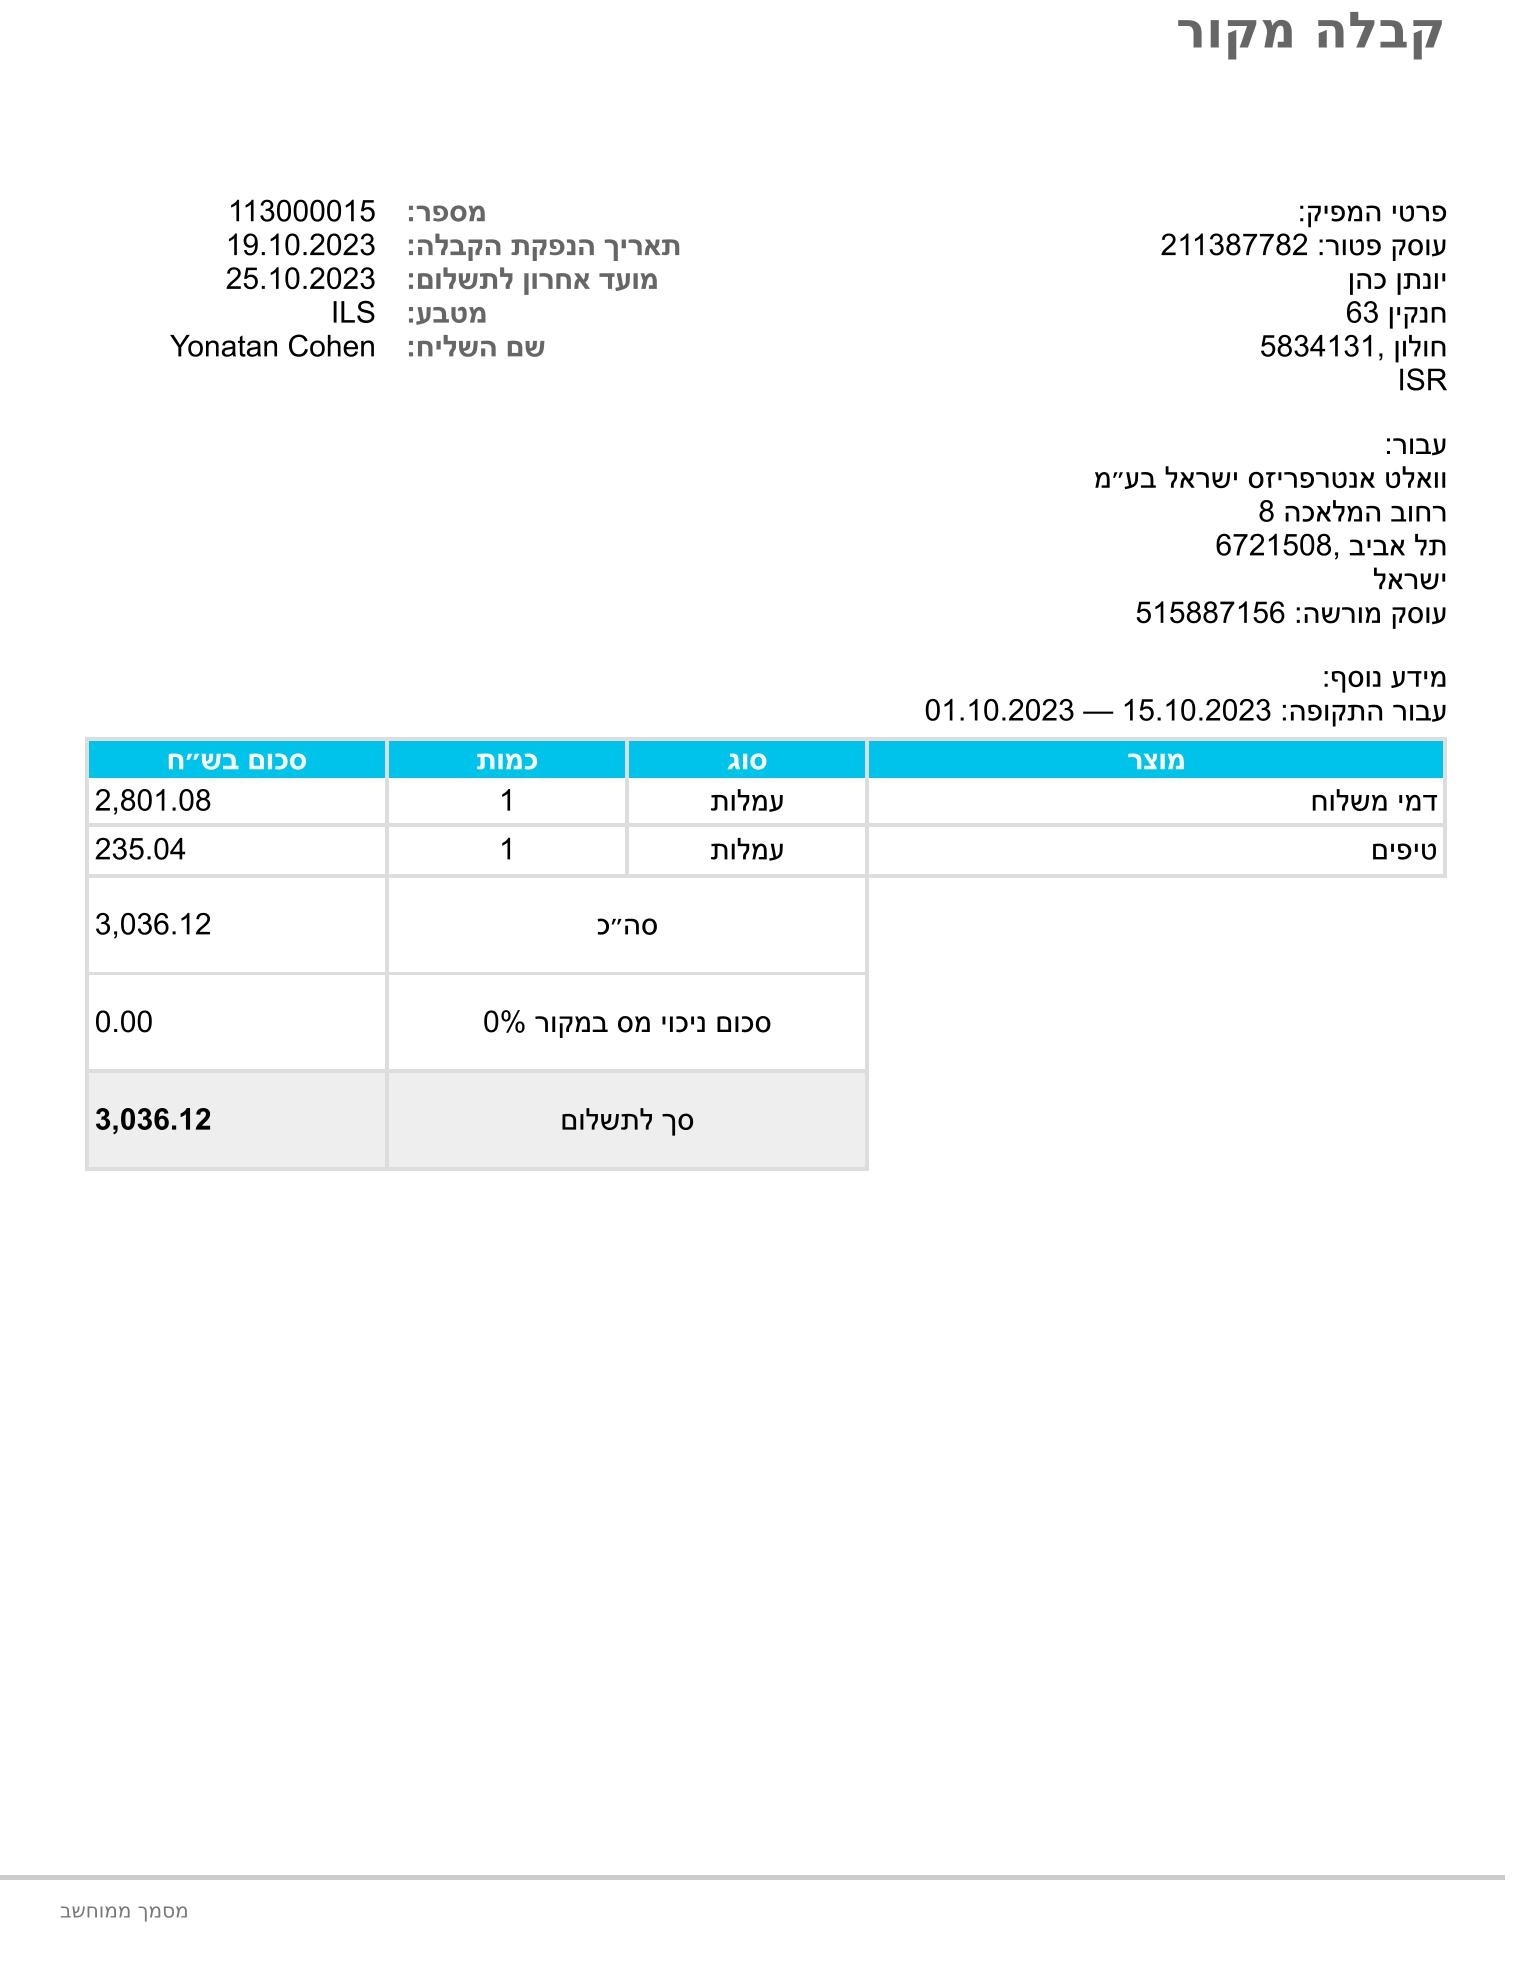 קבלה מקור
פרטי המפיק:
עוסק פטור: 211387782
יונתן כהן
חנקין 63
חולון ,5834131
ISR
מספר: 113000015
תאריך הנפקת הקבלה: 19.10.2023
מועד אחרון לתשלום: 25.10.2023
מטבע: ILS
שם השליח: Yonatan Cohen
עבור:
וואלט אנטרפריזס ישראל בע״מ
רחוב המלאכה 8
תל אביב ,6721508
ישראל
עוסק מורשה: 515887156
מידע נוסף:
עבור התקופה: 15.10.2023 — 01.10.2023
מוצר סוג כמות סכום בש״ח
דמי משלוח עמלות 1 2,801.08
טיפים עמלות 1 235.04
סה״כ 3,036.12
סכום ניכוי מס במקור 0% 0.00
סך לתשלום 3,036.12
מסמך ממוחשב